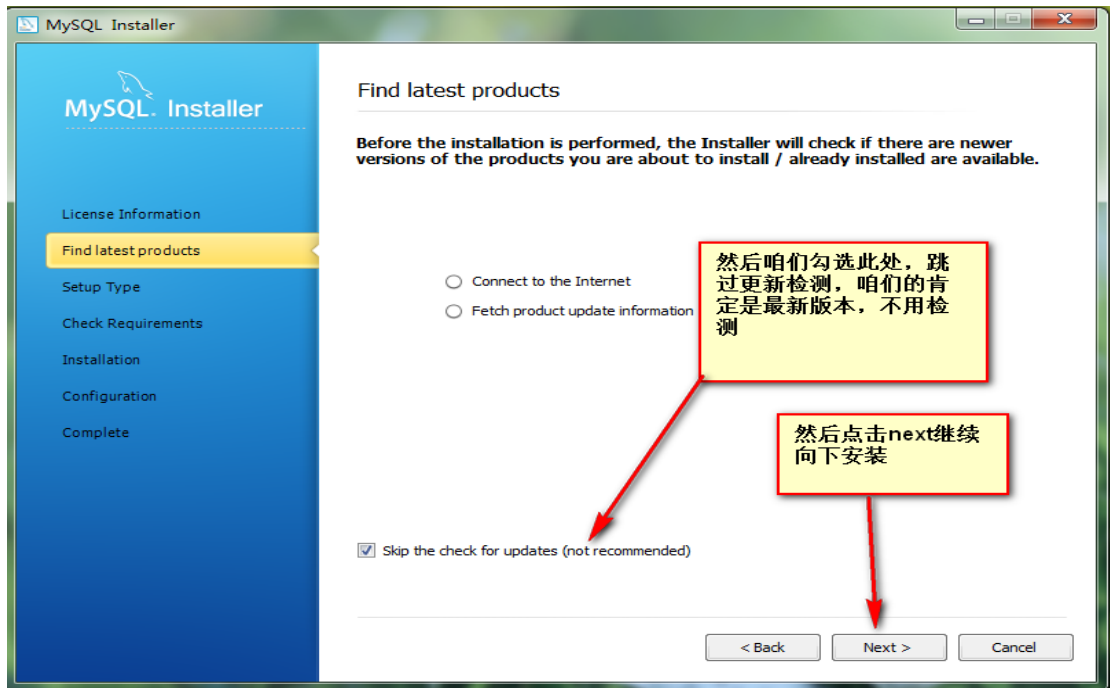 MySQL Installer
MySQL. Installer
License Information
Find latest products
Setup Type
Check Requirements
Installation
Configuration
Complete
Find latest products
Before the installation is performed, the Installer will check if there are newer
versions of the products you are about to install / already installed are available.
Connect to the Internet
Fetch product update information
然后咱们勾选此处，跳
过更新检测，咱们的肯
定是最新版本，不用检
测
然后点击next继续
向下安装
Skip the check for updates (not recommended)
< Back
Next >
Cancel